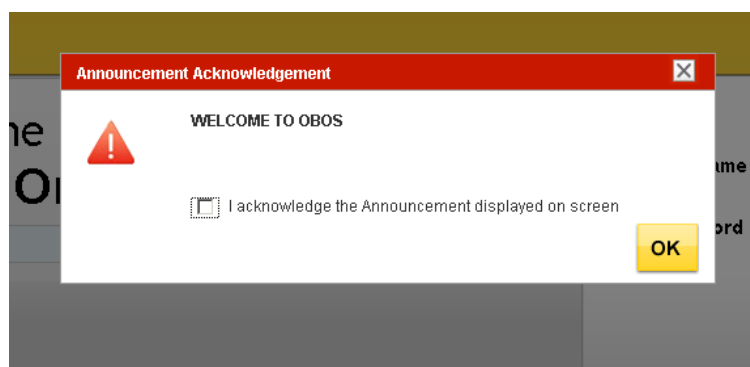 Announcement Acknowledgement
WELCOME TO OBOS
I acknowledge the Announcement displayed on screen
OK